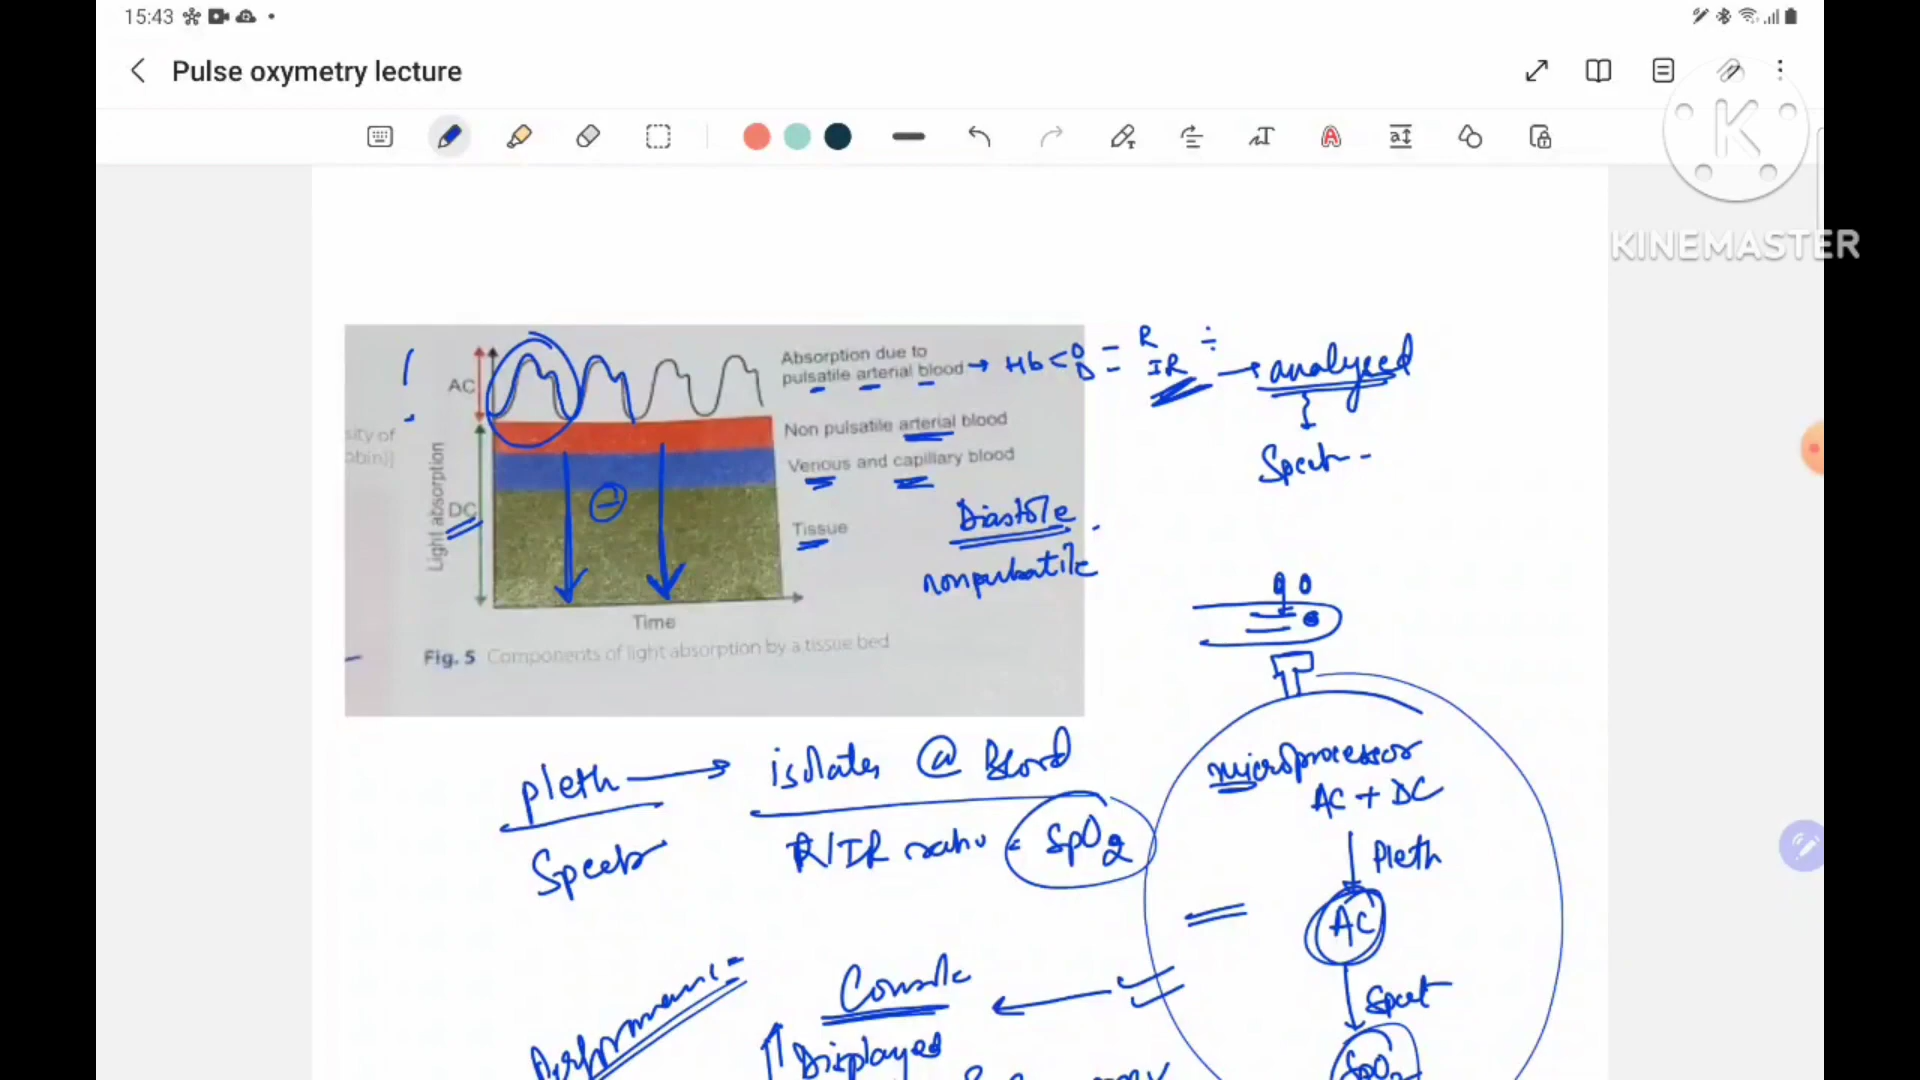 15:43
Pulse oxymetry lecture
KINEMASTER
AC
Absorption due to
pulsatile arterial blood → Hb < O - R
D - IR → analysed
Spect-
Non pulsatile arterial blood
Venous and capillary blood
Tissue
DC
Light absorption
Time
Fig. 5 Components of light absorption by a tissue bed
sity of
obin)]
Diastole
nonpulsatile
pleth → isolates @ Blood
Spect
R/IR ratio = SpO2
microprocessor
AC + DC
Pleth
AC
Spect
SpO2
Console
Displayed